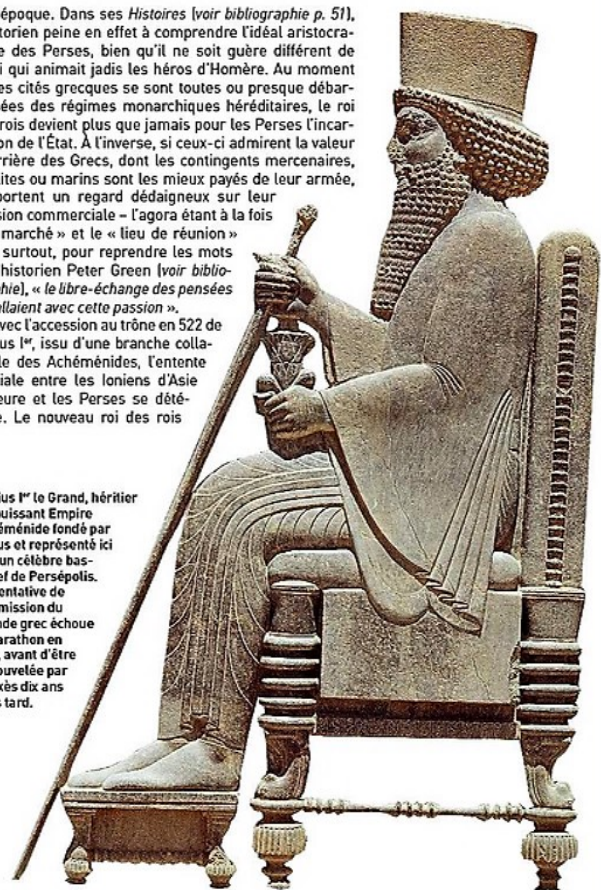 époque. Dans ses Histoires (voir bibliographie p. 51),
torien peine en effet à comprendre l'idéal aristocra-
e des Perses, bien qu'il ne soit guère différent de
i qui animait jadis les héros d'Homère. Au moment
es cités grecques se sont toutes ou presque débar-
ées des régimes monarchiques héréditaires, le roi
rois devient plus que jamais pour les Perses l'incar-
on de l'État. À l'inverse, si ceux-ci admirent la valeur
rrière des Grecs, dont les contingents mercenaires,
lites ou marins sont les mieux payés de leur armée,
portent un regard dédaigneux sur leur
sion commerciale – l'agora étant à la fois
marché » et le « lieu de réunion »
surtout, pour reprendre les mots
historien Peter Green (voir biblio-
phie), « le libre-échange des pensées
allaient avec cette passion ».
vec l'accession au trône en 522 de
us Ier, issu d'une branche colla-
le des Achéménides, l'entente
iale entre les Ioniens d'Asie
eure et les Perses se dété-
e. Le nouveau roi des rois
ius Ier le Grand, héritier
uissant Empire
éménide fondé par
us et représenté ici
un célèbre bas-
ef de Persépolis.
entative de
mission du
nde grec échoue
arathon en
, avant d'être
ouvelée par
xès dix ans
s tard.